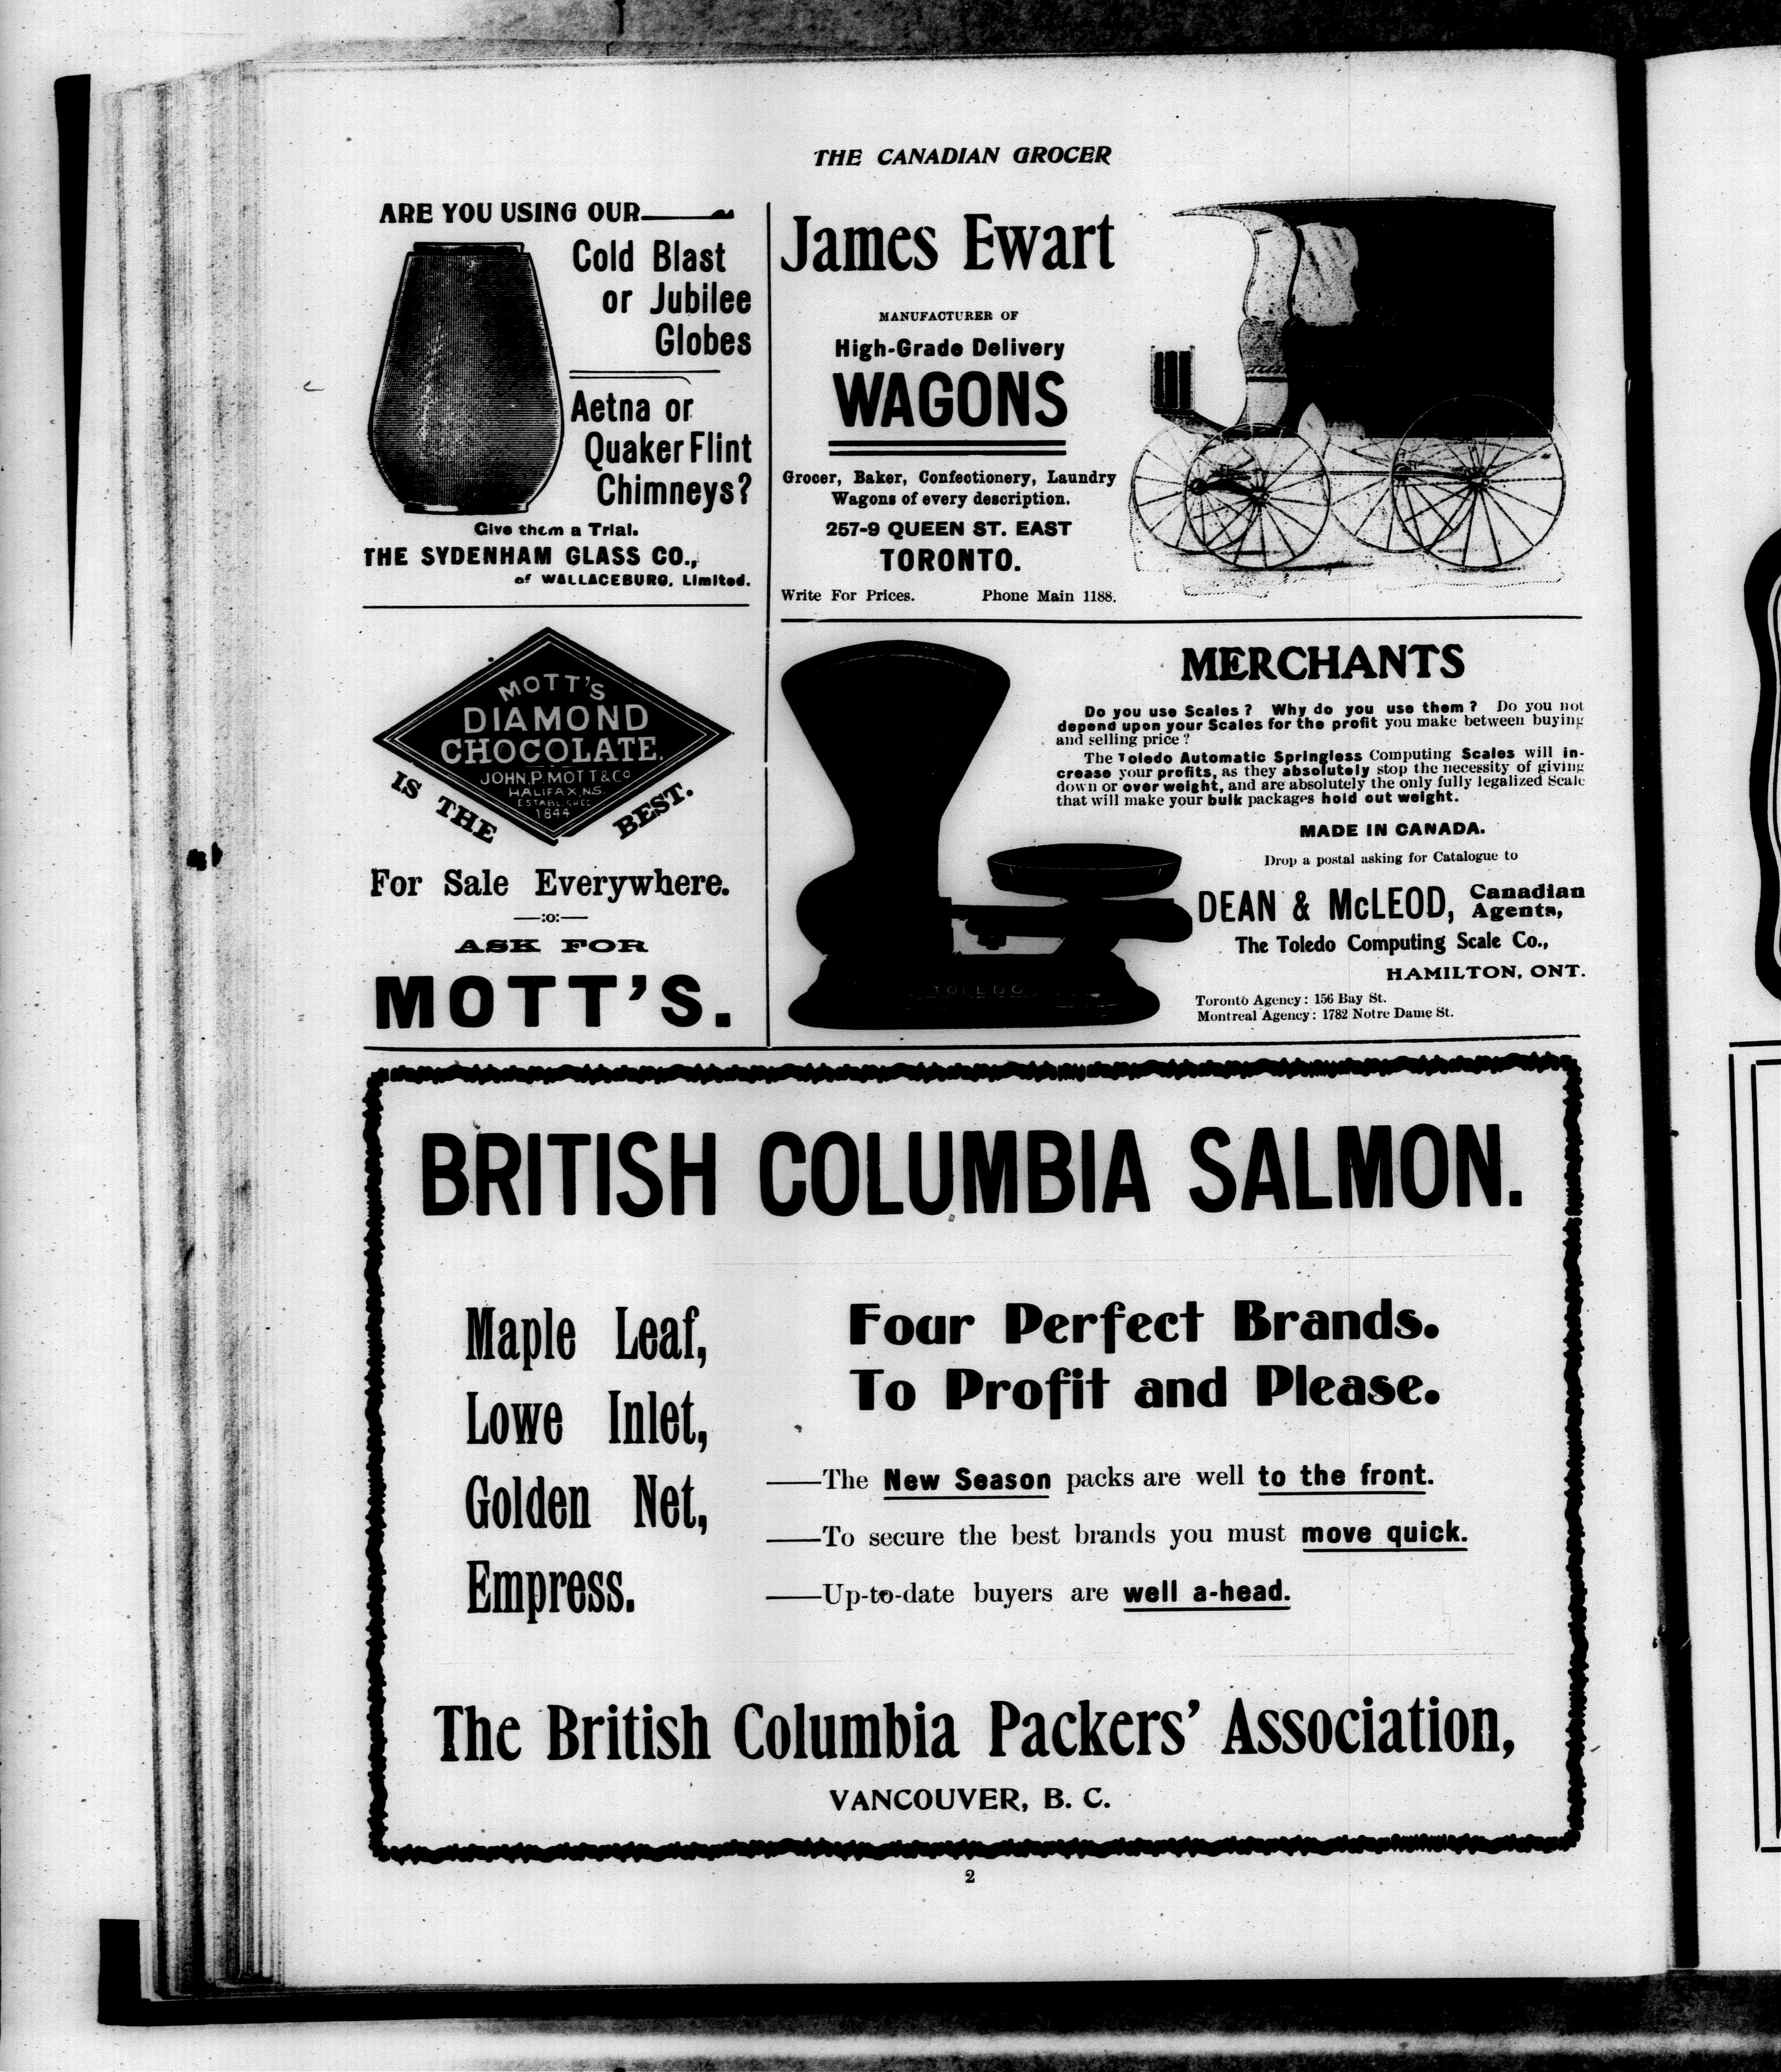 THE CANADIAN GROCER
ARE YOU USING OUR
Cold Blast
or Jubilee
Globes
Aetna or
Quaker Flint
Chimneys?
Give them a Trial.
THE SYDENHAM GLASS CO.,
of WALLACEBURG, Limited.
James Ewart
MANUFACTURER OF
High-Grade Delivery
WAGONS
Grocer, Baker, Confectionery, Laundry
Wagons of every description.
257-9 QUEEN ST. EAST
TORONTO.
Write For Prices. Phone Main 1188.
MOTT'S
DIAMOND
CHOCOLATE.
JOHN.P.MOTT & Co
HALIFAX,N.S.
ESTABLISHED
1844
IS THE BEST.
For Sale Everywhere.
—:o:—
ASK FOR
MOTT'S.
TOLEDO
MERCHANTS
Do you use Scales? Why do you use them? Do you not
depend upon your Scales for the profit you make between buying
and selling price?
The Toledo Automatic Springless Computing Scales will in-
crease your profits, as they absolutely stop the necessity of giving
down or over weight, and are absolutely the only fully legalized Scale
that will make your bulk packages hold out weight.
MADE IN CANADA.
Drop a postal asking for Catalogue to
DEAN & McLEOD, Canadian
Agents,
The Toledo Computing Scale Co.,
HAMILTON, ONT.
Toronto Agency: 156 Bay St.
Montreal Agency: 1782 Notre Dame St.
BRITISH COLUMBIA SALMON.
Maple Leaf,
Lowe Inlet,
Golden Net,
Empress.
Four Perfect Brands.
To Profit and Please.
——The New Season packs are well to the front.
——To secure the best brands you must move quick.
——Up-to-date buyers are well a-head.
The British Columbia Packers' Association,
VANCOUVER, B. C.
2